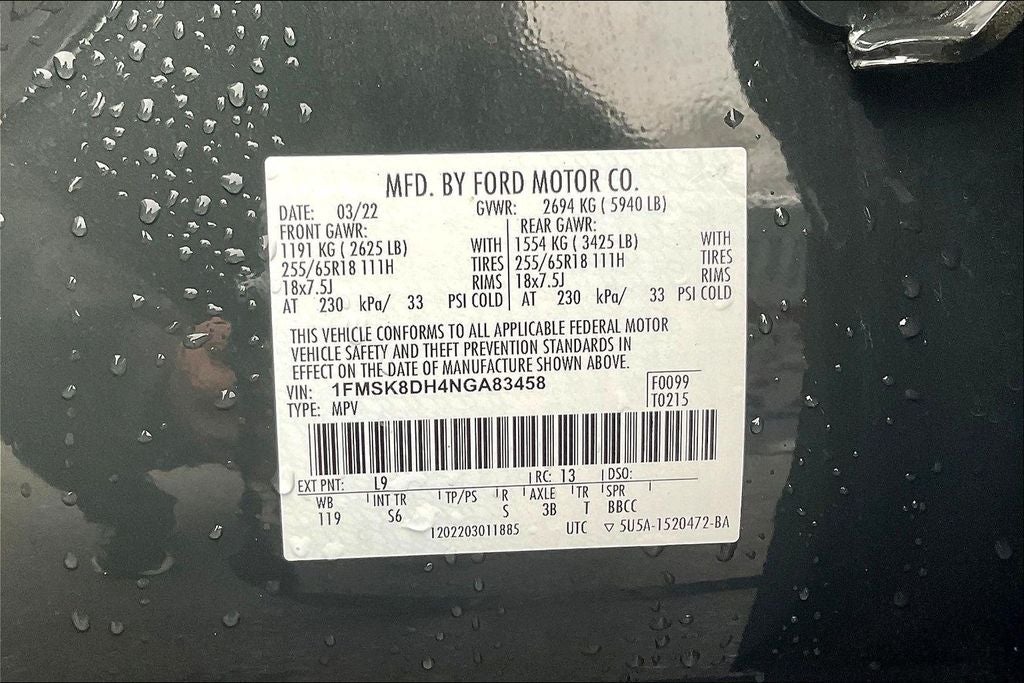 MFD. BY FORD MOTOR CO.
DATE: 03/22 GVWR: 2694 KG ( 5940 LB)
FRONT GAWR: REAR GAWR:
1191 KG ( 2625 LB) WITH 1554 KG ( 3425 LB) WITH
255/65R18 111H TIRES 255/65R18 111H TIRES
18x7.5J RIMS 18x7.5J RIMS
AT 230 kPa/ 33 PSI COLD AT 230 kPa/ 33 PSI COLD
THIS VEHICLE CONFORMS TO ALL APPLICABLE FEDERAL MOTOR
VEHICLE SAFETY AND THEFT PREVENTION STANDARDS IN
EFFECT ON THE DATE OF MANUFACTURE SHOWN ABOVE.
VIN: 1FMSK8DH4NGA83458 F0099
TYPE: MPV T0215
EXT PNT: L9 RC: 13 DSO:
WB INT TR TP/PS R AXLE TR SPR
119 S6 S 3B T BBCC
1202203011885 UTC ▽ 5U5A-1520472-BA